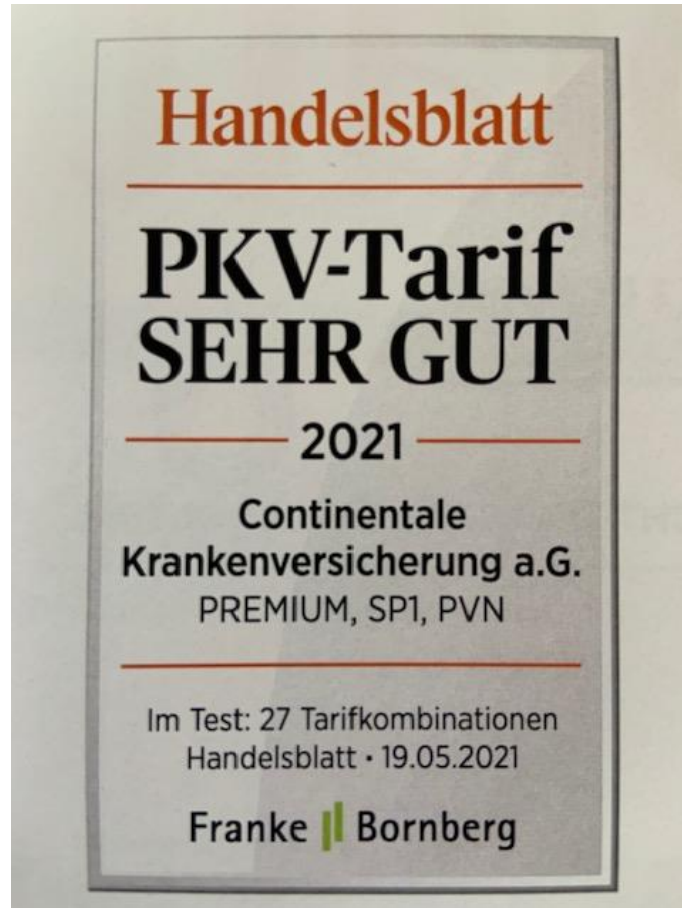 Handelsblatt
PKV-Tarif
SEHR GUT
2021
Continentale
Krankenversicherung a.G.
PREMIUM, SP1, PVN
Im Test: 27 Tarifkombinationen
Handelsblatt • 19.05.2021
Franke Bornberg